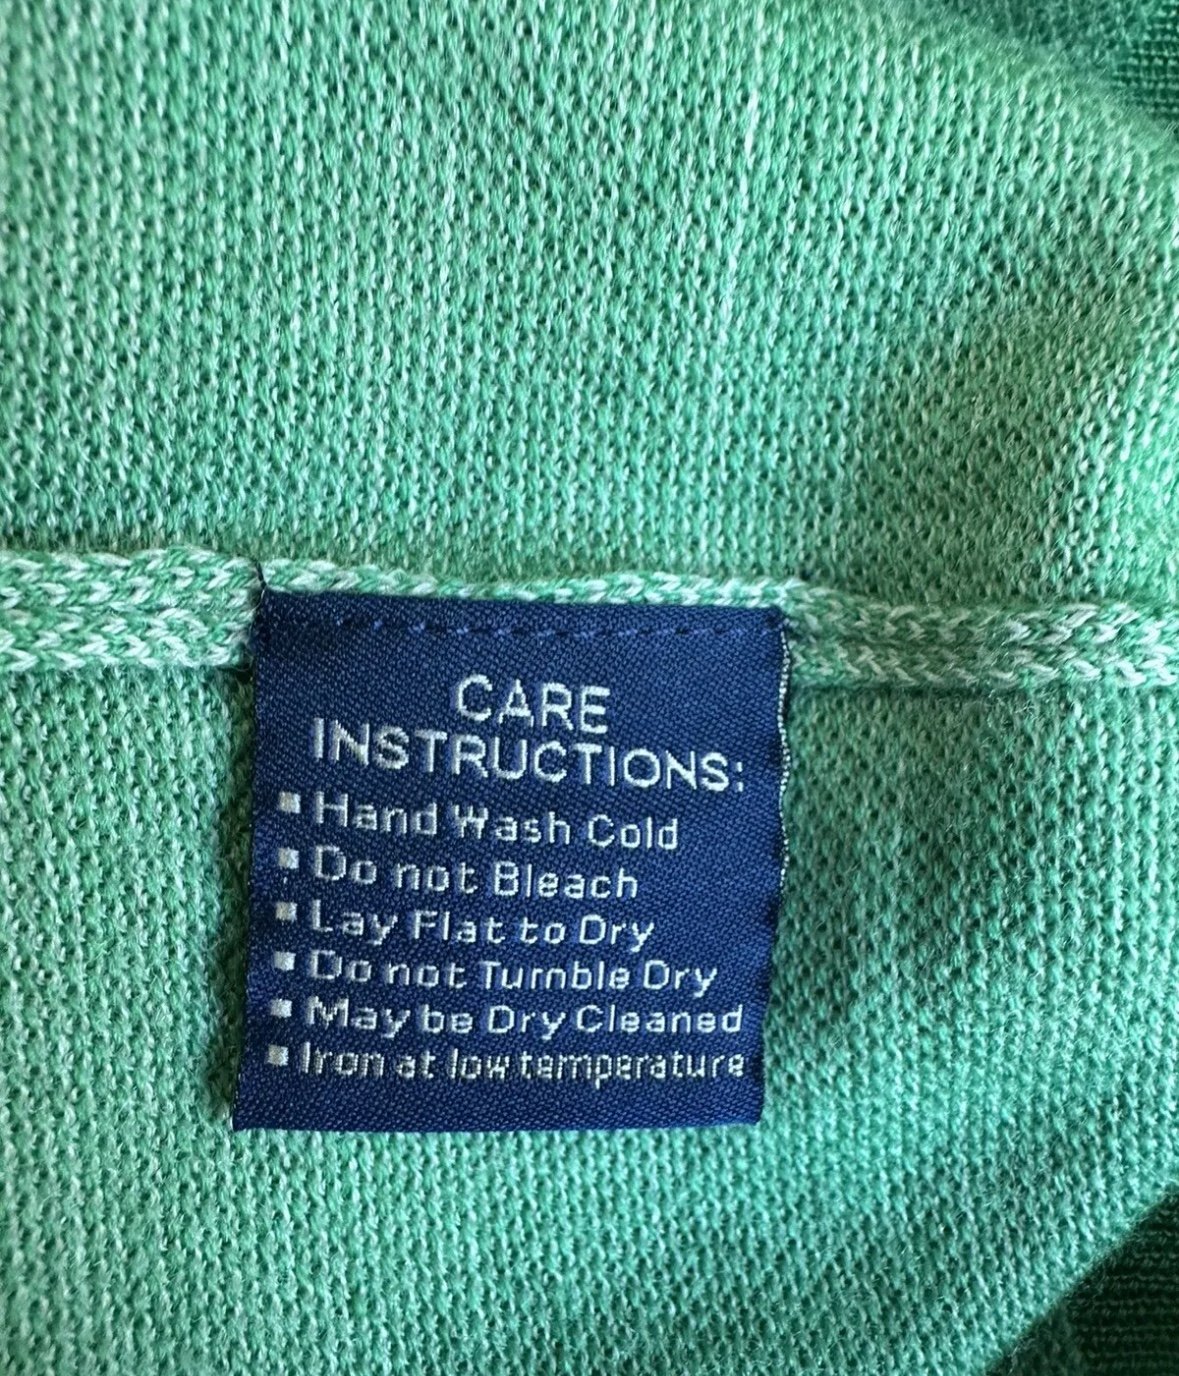 CARE
INSTRUCTIONS:
▪ Hand Wash Cold
▪ Do not Bleach
▪ Lay Flat to Dry
▪ Do not Tumble Dry
▪ May be Dry Cleaned
▪ Iron at low temperature